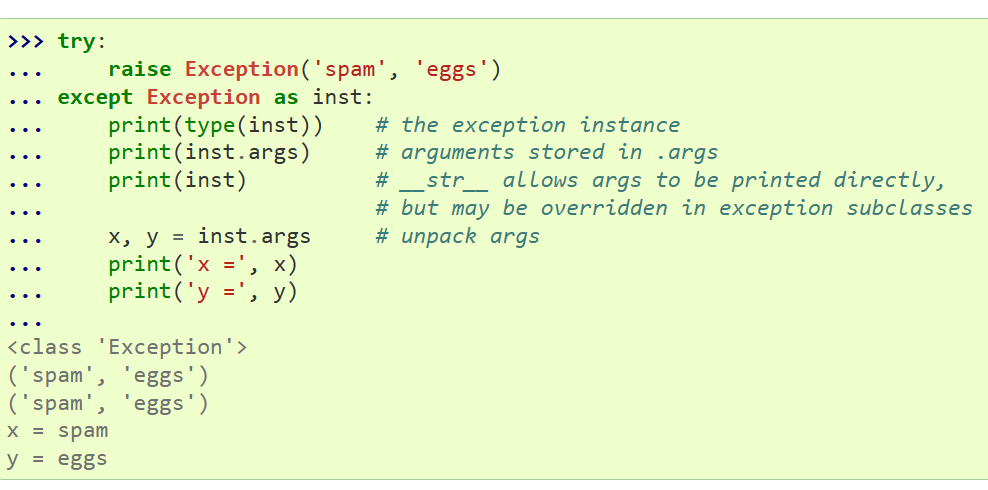 >>> try:
...     raise Exception('spam', 'eggs')
... except Exception as inst:
...     print(type(inst))    # the exception instance
...     print(inst.args)     # arguments stored in .args
...     print(inst)          # __str__ allows args to be printed directly,
...                          # but may be overridden in exception subclasses
...     x, y = inst.args     # unpack args
...     print('x =', x)
...     print('y =', y)
...
<class 'Exception'>
('spam', 'eggs')
('spam', 'eggs')
x = spam
y = eggs